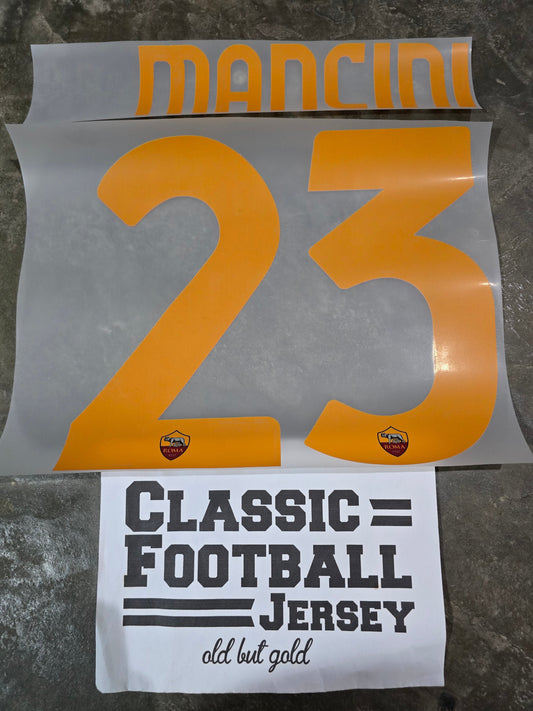 MANCINI
23
ROMA
ROMA
CLASSIC
FOOTBALL
JERSEY
old but gold